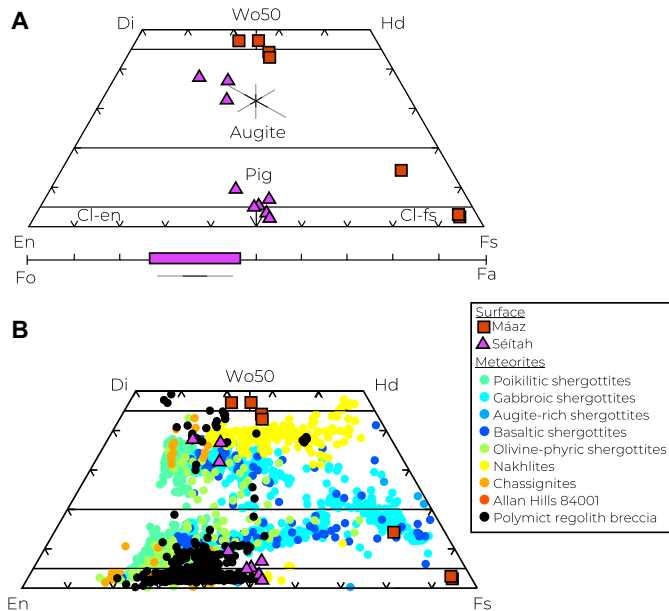 A
Wo50
Di
Hd
Augite
Pig
Cl-en
Cl-fs
En
Fs
Fo
Fa
B
Wo50
Di
Hd
En
Fs
Surface
Máaz
Séítah
Meteorites
Poikilitic shergottites
Gabbroic shergottites
Augite-rich shergottites
Basaltic shergottites
Olivine-phyric shergottites
Nakhlites
Chassignites
Allan Hills 84001
Polymict regolith breccia